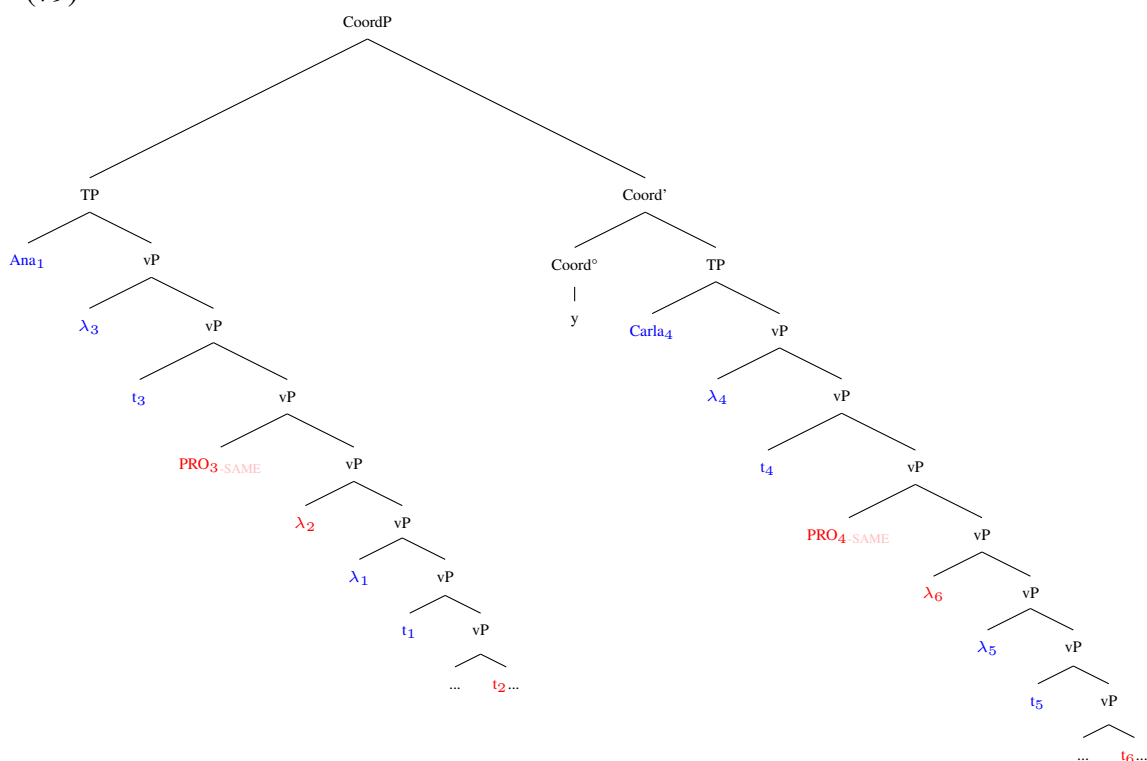 CoordP
TP Coord’
Ana1 vP Coord° TP
λ3 vP y Carla4 vP
t3 vP λ4 vP
PRO3-SAME vP t4 vP
λ2 vP PRO4-SAME vP
λ1 vP λ6 vP
t1 vP λ5 vP
... t2... t5 vP
... t6...